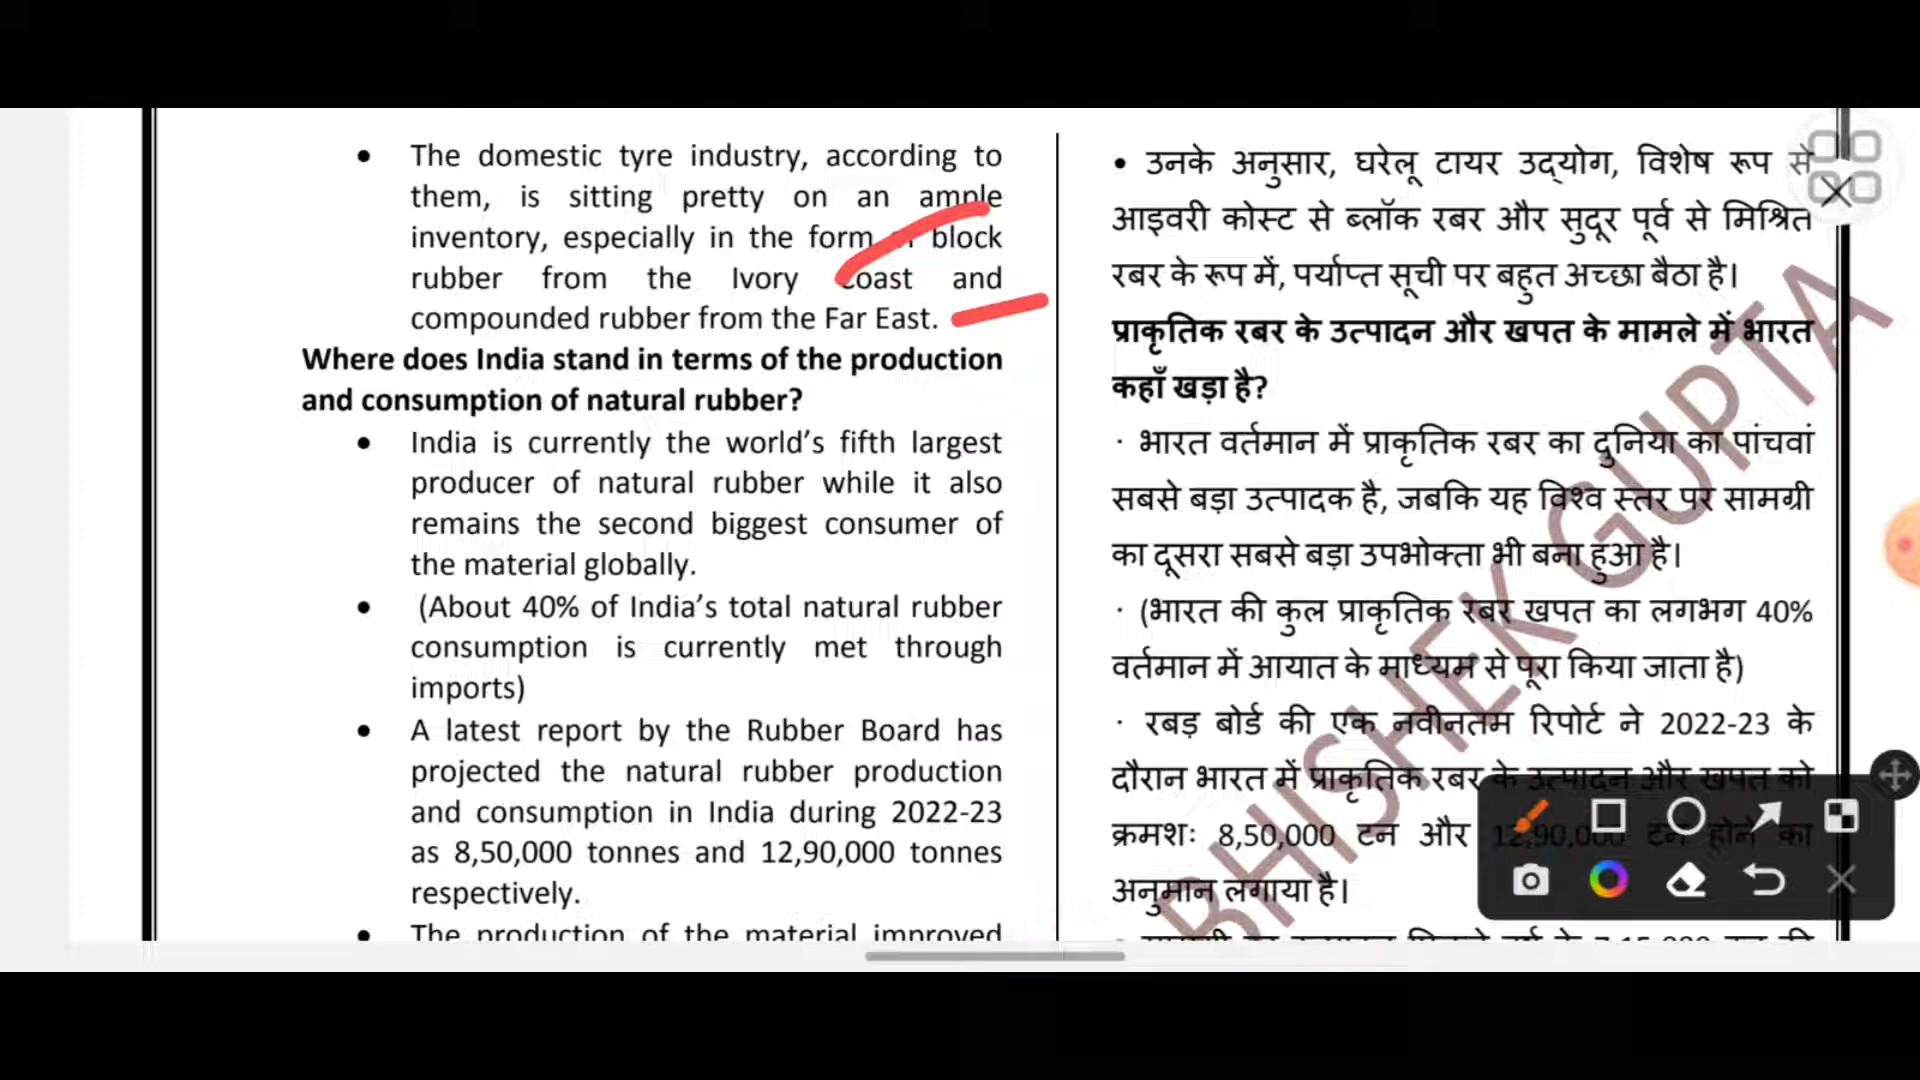 • The domestic tyre industry, according to
them, is sitting pretty on an ample
inventory, especially in the form block
rubber from the Ivory Coast and
compounded rubber from the Far East.
Where does India stand in terms of the production
and consumption of natural rubber?
• India is currently the world's fifth largest
producer of natural rubber while it also
remains the second biggest consumer of
the material globally.
• (About 40% of India's total natural rubber
consumption is currently met through
imports)
• A latest report by the Rubber Board has
projected the natural rubber production
and consumption in India during 2022-23
as 8,50,000 tonnes and 12,90,000 tonnes
respectively.
• The production of the material improved
• उनके अनुसार, घरेलू टायर उद्योग, विशेष रूप से
आइवरी कोस्ट से ब्लॉक रबर और सुदूर पूर्व से मिश्रित
रबर के रूप में, पर्याप्त सूची पर बहुत अच्छा बैठा है।
प्राकृतिक रबर के उत्पादन और खपत के मामले में भारत
कहाँ खड़ा है?
· भारत वर्तमान में प्राकृतिक रबर का दुनिया का पांचवां
सबसे बड़ा उत्पादक है, जबकि यह विश्व स्तर पर सामग्री
का दूसरा सबसे बड़ा उपभोक्ता भी बना हुआ है।
· (भारत की कुल प्राकृतिक रबर खपत का लगभग 40%
वर्तमान में आयात के माध्यम से पूरा किया जाता है)
· रबड़ बोर्ड की एक नवीनतम रिपोर्ट ने 2022-23 के
दौरान भारत में प्राकृतिक रबर के उत्पादन और खपत को
क्रमशः 8,50,000 टन और 12,90,000 टन होने का
अनुमान लगाया है।
BHISHEK GUPTA